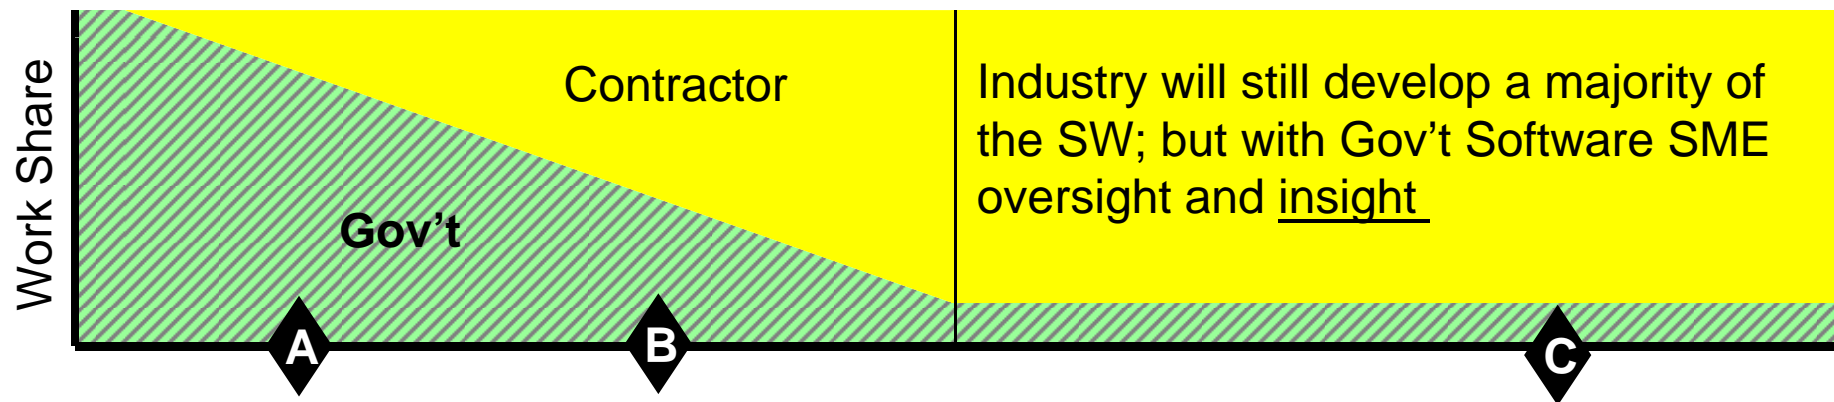 Work Share
Contractor
Gov't
Industry will still develop a majority of
the SW; but with Gov't Software SME
oversight and insight
A
B
C